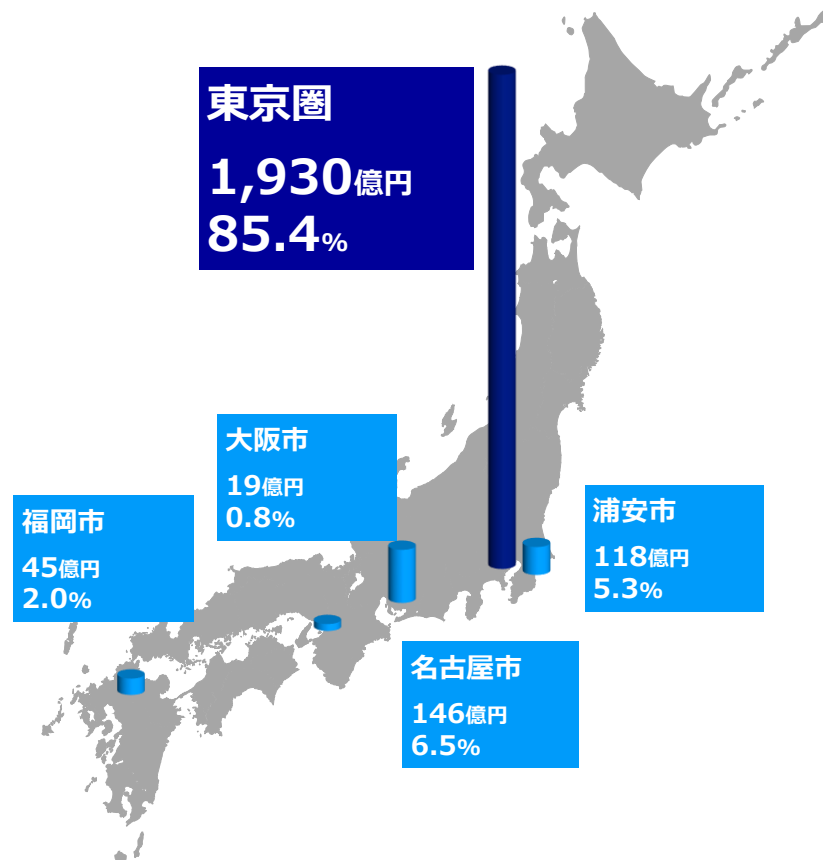 東京圏
1,930億円
85.4%
大阪市
19億円
0.8%
福岡市
45億円
2.0%
浦安市
118億円
5.3%
名古屋市
146億円
6.5%